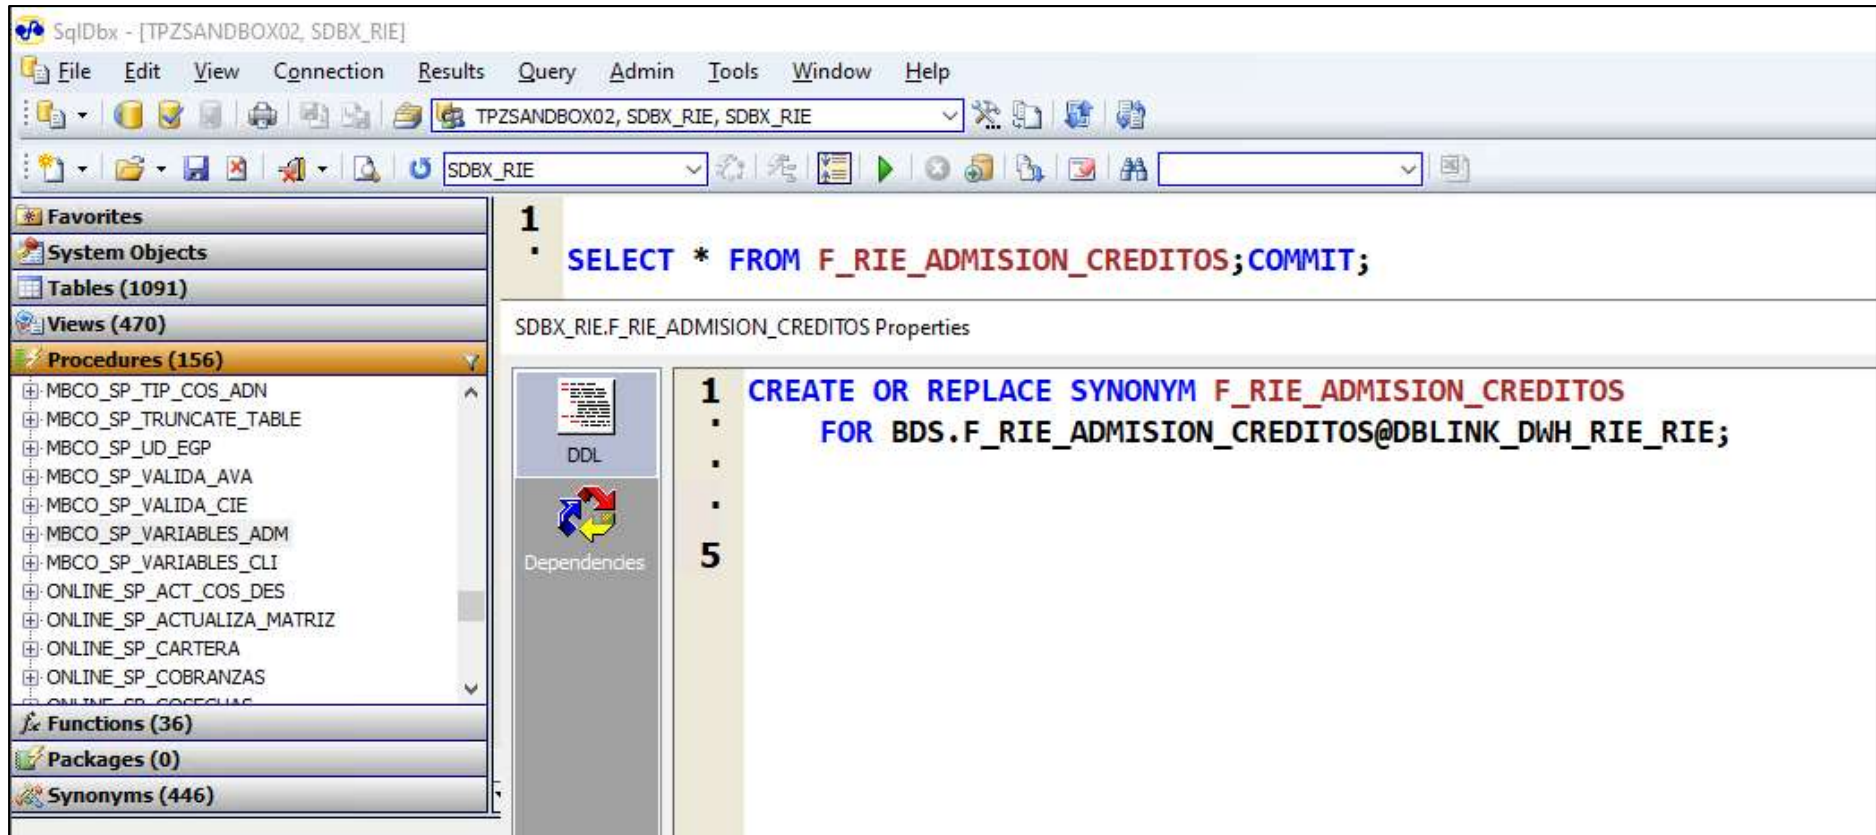 SqlDbx - [TPZSANDBOX02, SDBX_RIE]
File Edit View Connection Results Query Admin Tools Window Help
TPZSANDBOX02, SDBX_RIE, SDBX_RIE
SDBX_RIE
Favorites
System Objects
Tables (1091)
Views (470)
Procedures (156)
MBCO_SP_TIP_COS_ADN
MBCO_SP_TRUNCATE_TABLE
MBCO_SP_UD_EGP
MBCO_SP_VALIDA_AVA
MBCO_SP_VALIDA_CIE
MBCO_SP_VARIABLES_ADM
MBCO_SP_VARIABLES_CLI
ONLINE_SP_ACT_COS_DES
ONLINE_SP_ACTUALIZA_MATRIZ
ONLINE_SP_CARTERA
ONLINE_SP_COBRANZAS
Functions (36)
Packages (0)
Synonyms (446)
1
SELECT * FROM F_RIE_ADMISION_CREDITOS;COMMIT;
SDBX_RIE.F_RIE_ADMISION_CREDITOS Properties
DDL
Dependencies
1 CREATE OR REPLACE SYNONYM F_RIE_ADMISION_CREDITOS
FOR BDS.F_RIE_ADMISION_CREDITOS@DBLINK_DWH_RIE_RIE;
5